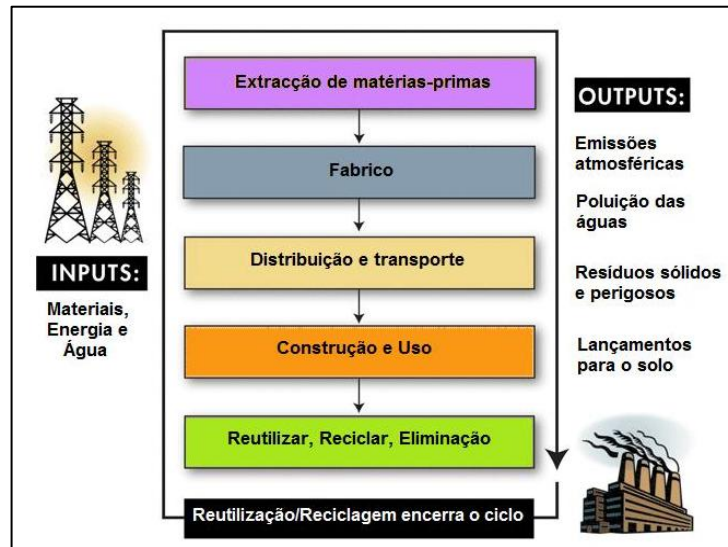 Extracção de matérias-primas
Fabrico
Distribuição e transporte
Construção e Uso
Reutilizar, Reciclar, Eliminação
Reutilização/Reciclagem encerra o ciclo
INPUTS:
Materiais,
Energia e
Água
OUTPUTS:
Emissões
atmosféricas
Poluição das
águas
Resíduos sólidos
e perigosos
Lançamentos
para o solo